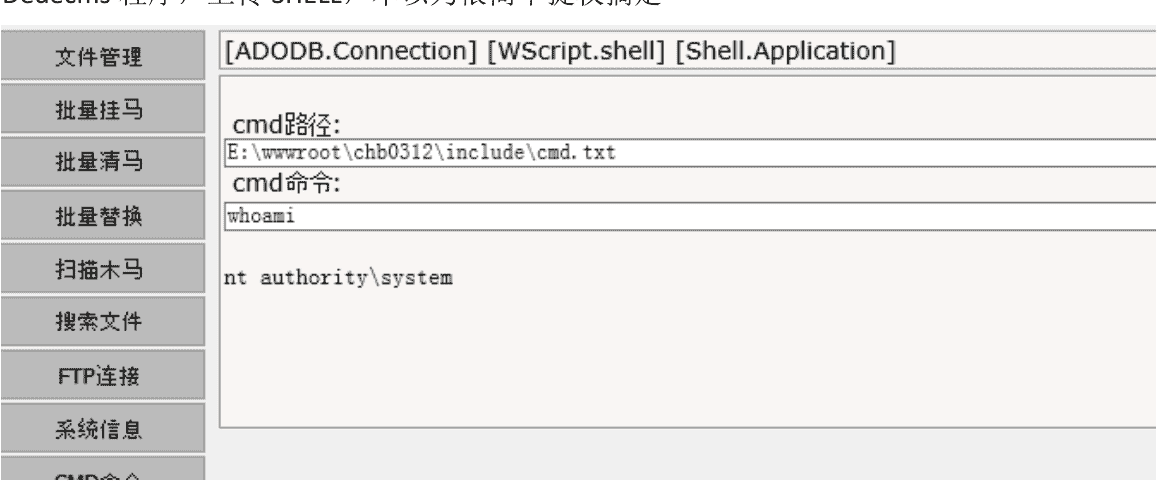 [ADODB.Connection] [WScript.shell] [Shell.Application]
文件管理
批量挂马
批量清马
批量替换
扫描木马
搜索文件
FTP连接
系统信息
cmd路径:
E:\wwwroot\chb0312\include\cmd.txt
cmd命令:
whoami
nt authority\system